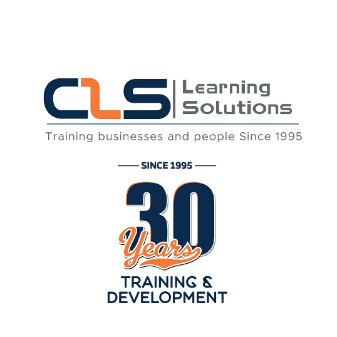 CLS Learning
Solutions
Training businesses and people Since 1995
SINCE 1995
30
Years
TRAINING &
DEVELOPMENT